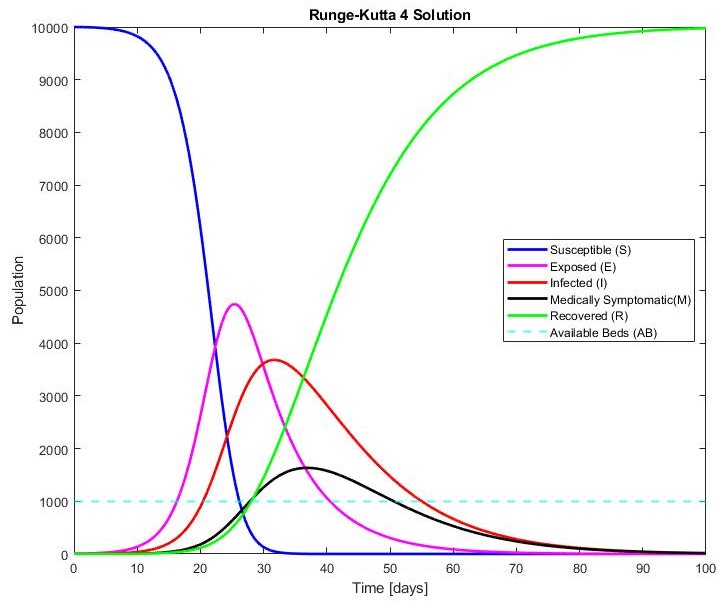 Runge-Kutta 4 Solution
Population
10000
9000
8000
7000
6000
5000
4000
3000
2000
1000
0
Susceptible (S)
Exposed (E)
Infected (I)
Medically Symptomatic(M)
Recovered (R)
Available Beds (AB)
0 10 20 30 40 50 60 70 80 90 100
Time [days]